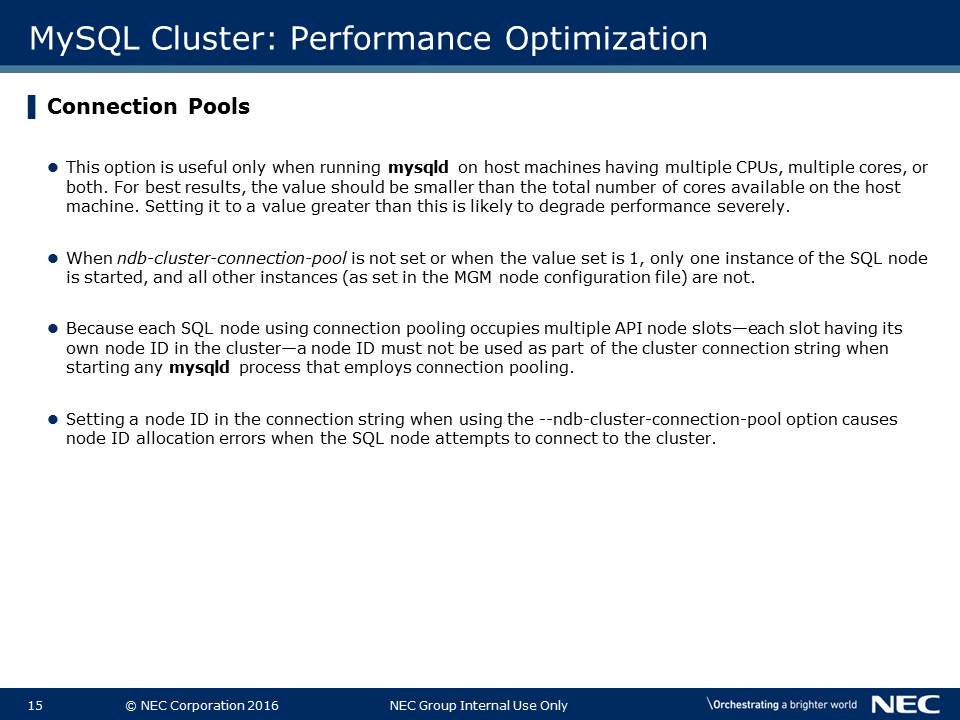 MySQL Cluster: Performance Optimization
Connection Pools
This option is useful only when running mysqld on host machines having multiple CPUs, multiple cores, or
both. For best results, the value should be smaller than the total number of cores available on the host
machine. Setting it to a value greater than this is likely to degrade performance severely.
When ndb-cluster-connection-pool is not set or when the value set is 1, only one instance of the SQL node
is started, and all other instances (as set in the MGM node configuration file) are not.
Because each SQL node using connection pooling occupies multiple API node slots—each slot having its
own node ID in the cluster—a node ID must not be used as part of the cluster connection string when
starting any mysqld process that employs connection pooling.
Setting a node ID in the connection string when using the --ndb-cluster-connection-pool option causes
node ID allocation errors when the SQL node attempts to connect to the cluster.
15 © NEC Corporation 2016 NEC Group Internal Use Only \Orchestrating a brighter world NEC